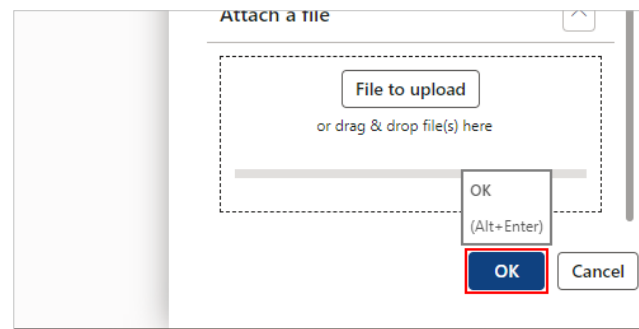 Attach a file
File to upload
or drag & drop file(s) here
OK
(Alt+Enter)
OK
Cancel